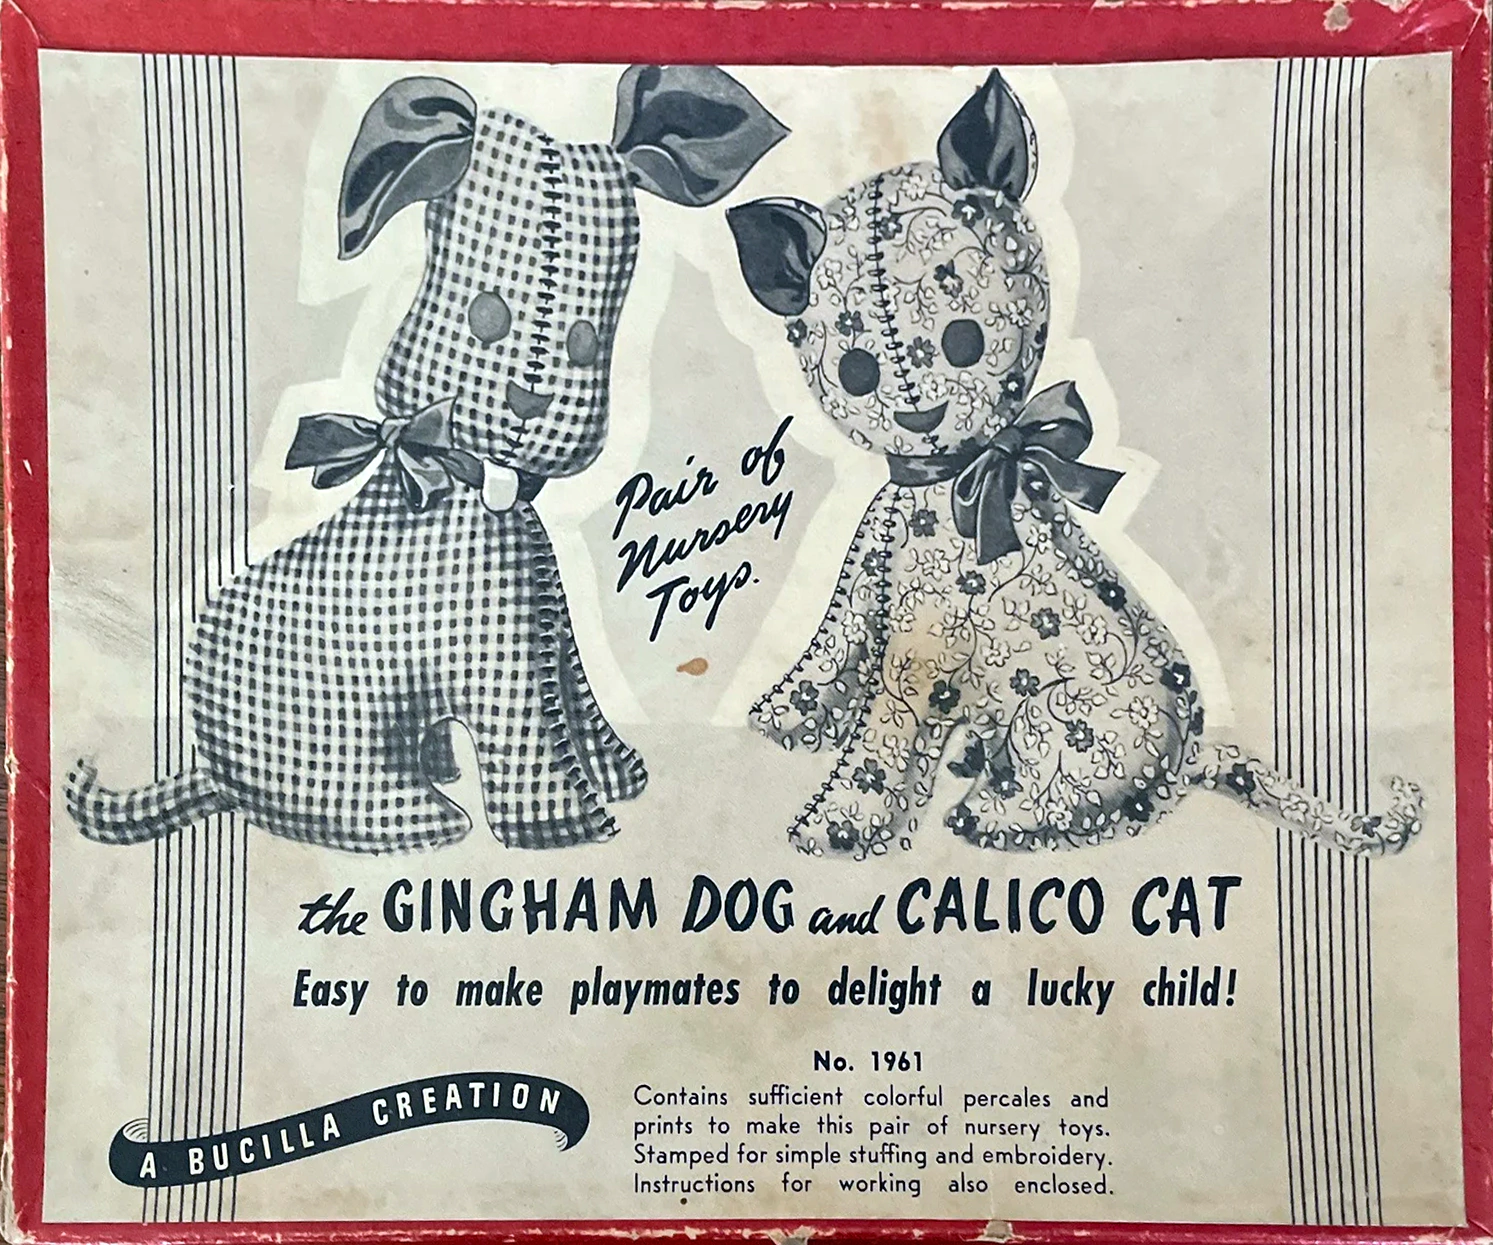 Pair of
Nursery
Toys.
the GINGHAM DOG and CALICO CAT
Easy to make playmates to delight a lucky child!
A BUCILLA CREATION
No. 1961
Contains sufficient colorful percales and
prints to make this pair of nursery toys.
Stamped for simple stuffing and embroidery.
Instructions for working also enclosed.